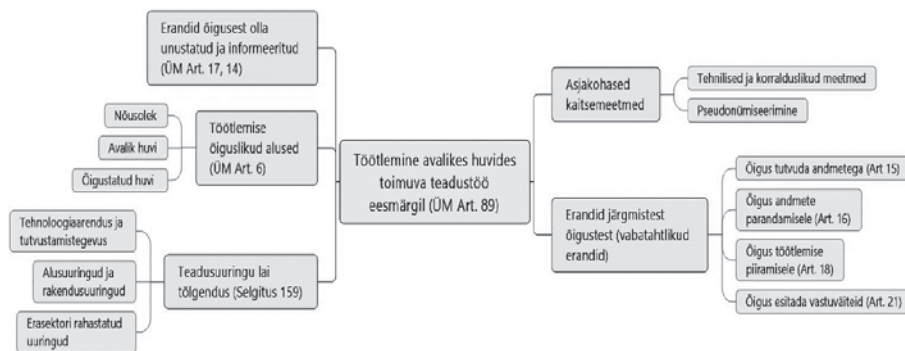 Erandid õigusest olla
unustatud ja informeeritud
(ÜM Art. 17, 14)
Nõusolek
Avalik huvi
Õigustatud huvi
Töötlemise
õiguslikud alused
(ÜM Art. 6)
Tehnoloogiaarendus ja
tutvustamistegevus
Alusuuringud ja
rakendusuuringud
Erasektori rahastatud
uuringud
Teadusuuringu lai
tõlgendus (Selgitus 159)
Töötlemine avalikes huvides
toimuva teadustöö
eesmärgil (ÜM Art. 89)
Asjakohased
kaitsemeetmed
Tehnilised ja korralduslikud meetmed
Pseudonümiseerimine
Erandid järgmistest
õigustest (vabatahtlikud
erandid)
Õigus tutvuda andmetega (Art 15)
Õigus andmete
parandamisele (Art. 16)
Õigus töötlemise
piiramisele (Art. 18)
Õigus esitada vastuväiteid (Art. 21)